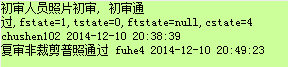 初审人员照片初审，初审通
过,fstate=1,tstate=0,ftstate=null,cstate=4
chushen102 2014-12-10 20:38:39
复审非裁剪普照通过 fuhe4 2014-12-10 20:49:23